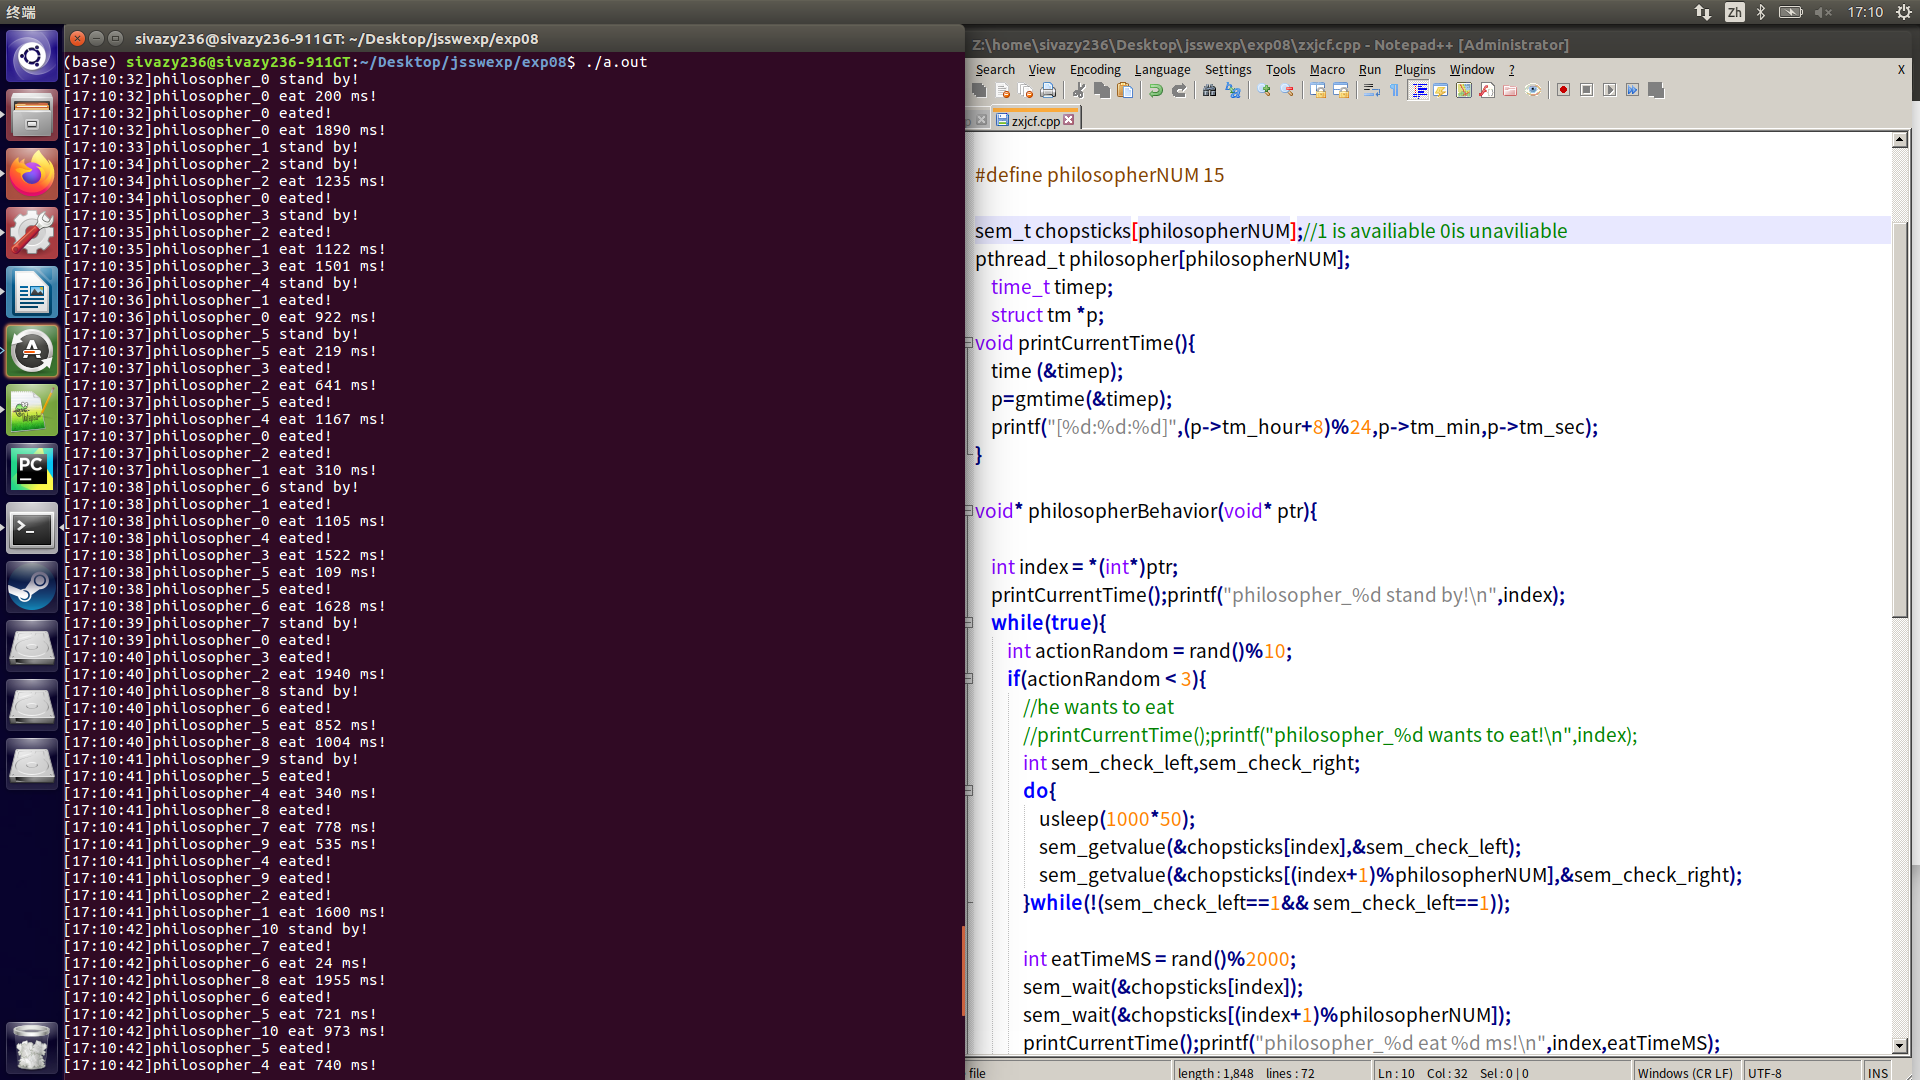 终端
Zh
17:10
sivazy236@sivazy236-911GT: ~/Desktop/jsswexp/exp08
(base) sivazy236@sivazy236-911GT:~/Desktop/jsswexp/exp08$ ./a.out
[17:10:32]philosopher_0 stand by!
[17:10:32]philosopher_0 eat 200 ms!
[17:10:32]philosopher_0 eated!
[17:10:32]philosopher_0 eat 1890 ms!
[17:10:33]philosopher_1 stand by!
[17:10:34]philosopher_2 stand by!
[17:10:34]philosopher_2 eat 1235 ms!
[17:10:34]philosopher_0 eated!
[17:10:35]philosopher_3 stand by!
[17:10:35]philosopher_2 eated!
[17:10:35]philosopher_1 eat 1122 ms!
[17:10:35]philosopher_3 eat 1501 ms!
[17:10:36]philosopher_4 stand by!
[17:10:36]philosopher_1 eated!
[17:10:36]philosopher_0 eat 922 ms!
[17:10:37]philosopher_5 stand by!
[17:10:37]philosopher_5 eat 219 ms!
[17:10:37]philosopher_3 eated!
[17:10:37]philosopher_2 eat 641 ms!
[17:10:37]philosopher_5 eated!
[17:10:37]philosopher_4 eat 1167 ms!
[17:10:37]philosopher_0 eated!
[17:10:37]philosopher_2 eated!
[17:10:37]philosopher_1 eat 310 ms!
[17:10:38]philosopher_6 stand by!
[17:10:38]philosopher_1 eated!
[17:10:38]philosopher_0 eat 1105 ms!
[17:10:38]philosopher_4 eated!
[17:10:38]philosopher_3 eat 1522 ms!
[17:10:38]philosopher_5 eat 109 ms!
[17:10:38]philosopher_5 eated!
[17:10:38]philosopher_6 eat 1628 ms!
[17:10:39]philosopher_7 stand by!
[17:10:39]philosopher_0 eated!
[17:10:40]philosopher_3 eated!
[17:10:40]philosopher_2 eat 1940 ms!
[17:10:40]philosopher_8 stand by!
[17:10:40]philosopher_6 eated!
[17:10:40]philosopher_5 eat 852 ms!
[17:10:40]philosopher_8 eat 1004 ms!
[17:10:41]philosopher_9 stand by!
[17:10:41]philosopher_5 eated!
[17:10:41]philosopher_4 eat 340 ms!
[17:10:41]philosopher_8 eated!
[17:10:41]philosopher_7 eat 778 ms!
[17:10:41]philosopher_9 eat 535 ms!
[17:10:41]philosopher_4 eated!
[17:10:41]philosopher_9 eated!
[17:10:41]philosopher_2 eated!
[17:10:41]philosopher_1 eat 1600 ms!
[17:10:42]philosopher_10 stand by!
[17:10:42]philosopher_7 eated!
[17:10:42]philosopher_6 eat 24 ms!
[17:10:42]philosopher_8 eat 1955 ms!
[17:10:42]philosopher_6 eated!
[17:10:42]philosopher_5 eat 721 ms!
[17:10:42]philosopher_10 eat 973 ms!
[17:10:42]philosopher_5 eated!
[17:10:42]philosopher_4 eat 740 ms!
PC
Z:\home\sivazy236\Desktop\jsswexp\exp08\zxjcf.cpp - Notepad++ [Administrator]
Search View Encoding Language Settings Tools Macro Run Plugins Window ? X
zxjcf.cpp
#define philosopherNUM 15
sem_t chopsticks[philosopherNUM];//1 is availiable 0is unaviliable
pthread_t philosopher[philosopherNUM];
time_t timep;
struct tm *p;
void printCurrentTime(){
time (&timep);
p=gmtime(&timep);
printf("[%d:%d:%d]",(p->tm_hour+8)%24,p->tm_min,p->tm_sec);
}
void* philosopherBehavior(void* ptr){
int index = *(int*)ptr;
printCurrentTime();printf("philosopher_%d stand by!\n",index);
while(true){
int actionRandom = rand()%10;
if(actionRandom < 3){
//he wants to eat
//printCurrentTime();printf("philosopher_%d wants to eat!\n",index);
int sem_check_left,sem_check_right;
do{
usleep(1000*50);
sem_getvalue(&chopsticks[index],&sem_check_left);
sem_getvalue(&chopsticks[(index+1)%philosopherNUM],&sem_check_right);
}while(!(sem_check_left==1&& sem_check_left==1));
int eatTimeMS = rand()%2000;
sem_wait(&chopsticks[index]);
sem_wait(&chopsticks[(index+1)%philosopherNUM]);
printCurrentTime();printf("philosopher_%d eat %d ms!\n",index,eatTimeMS);
file length : 1,848 lines : 72 Ln : 10 Col : 32 Sel : 0 | 0 Windows (CR LF) UTF-8 INS